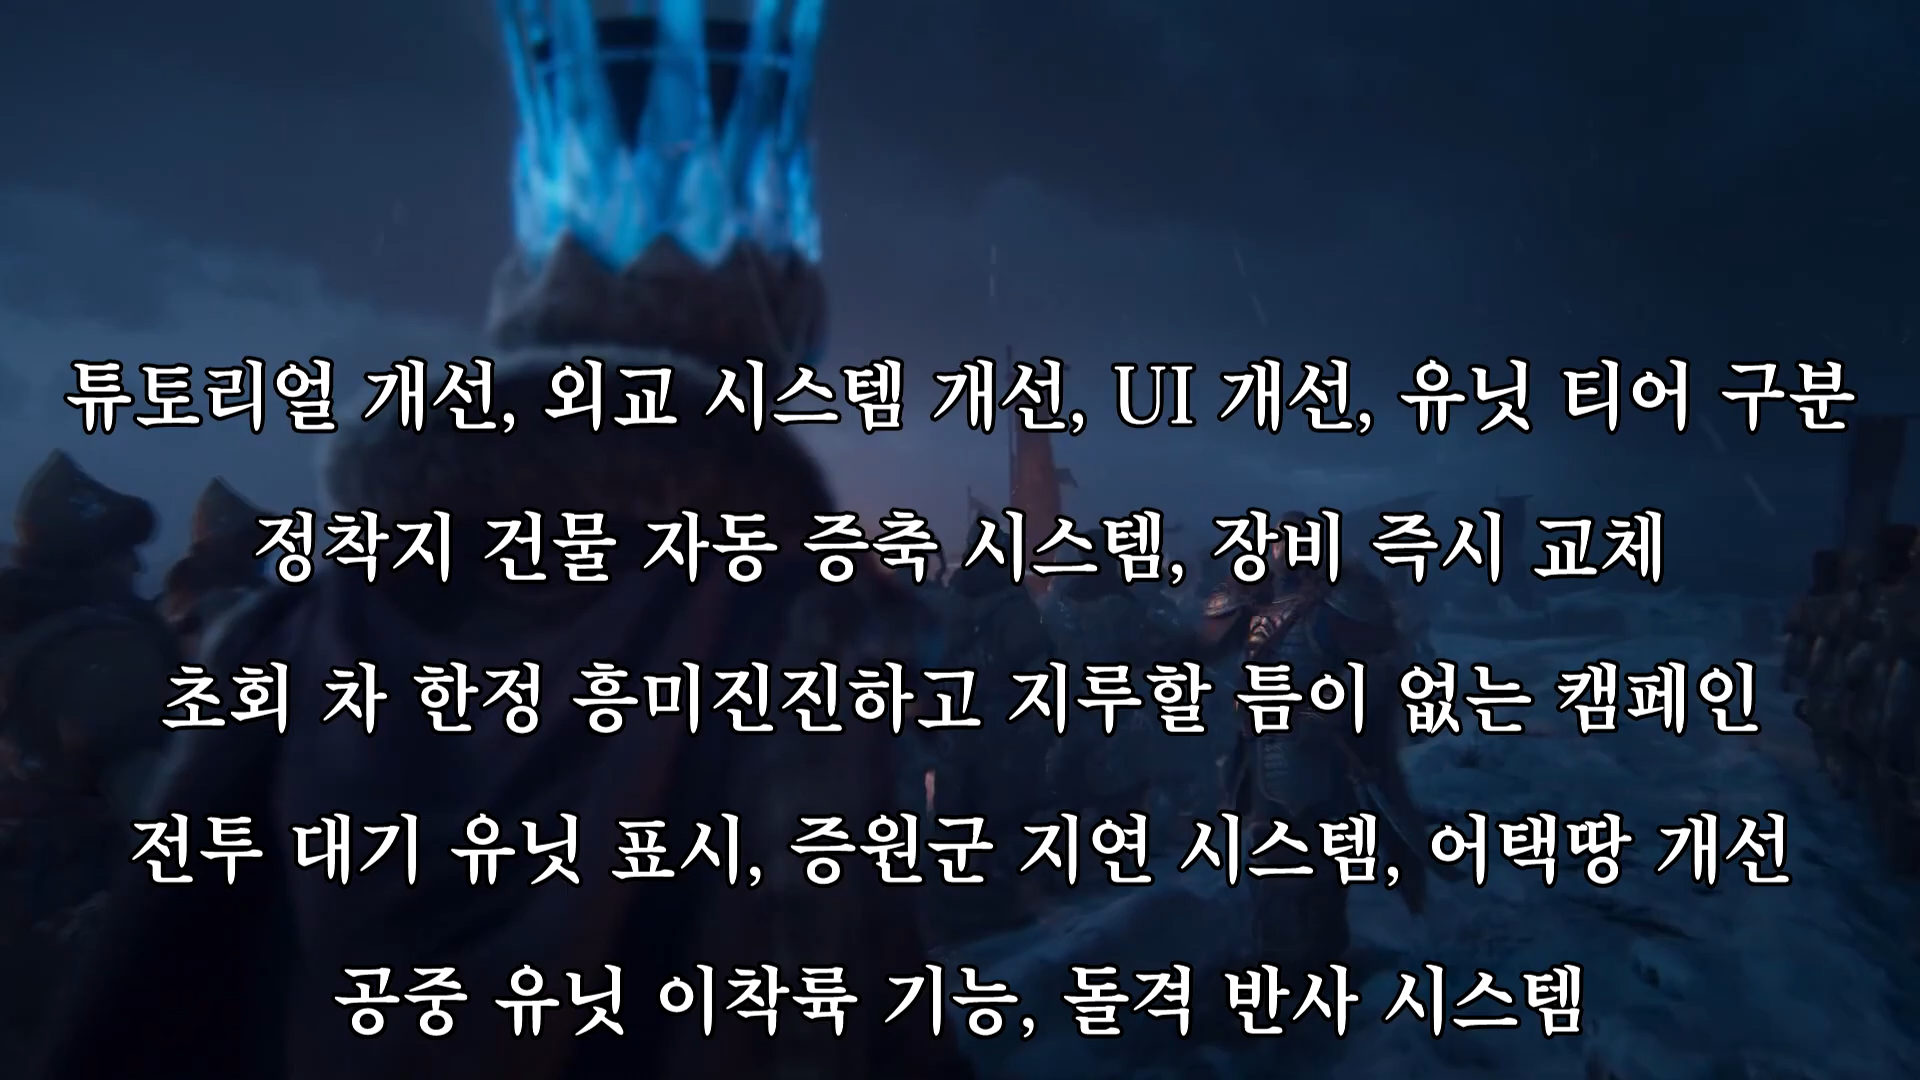 튜토리얼 개선, 외교 시스템 개선, UI 개선, 유닛 티어 구분
정착지 건물 자동 증축 시스템, 장비 즉시 교체
초회 차 한정 흥미진진하고 지루할 틈이 없는 캠페인
전투 대기 유닛 표시, 증원군 지연 시스템, 어택땅 개선
공중 유닛 이착륙 기능, 돌격 반사 시스템